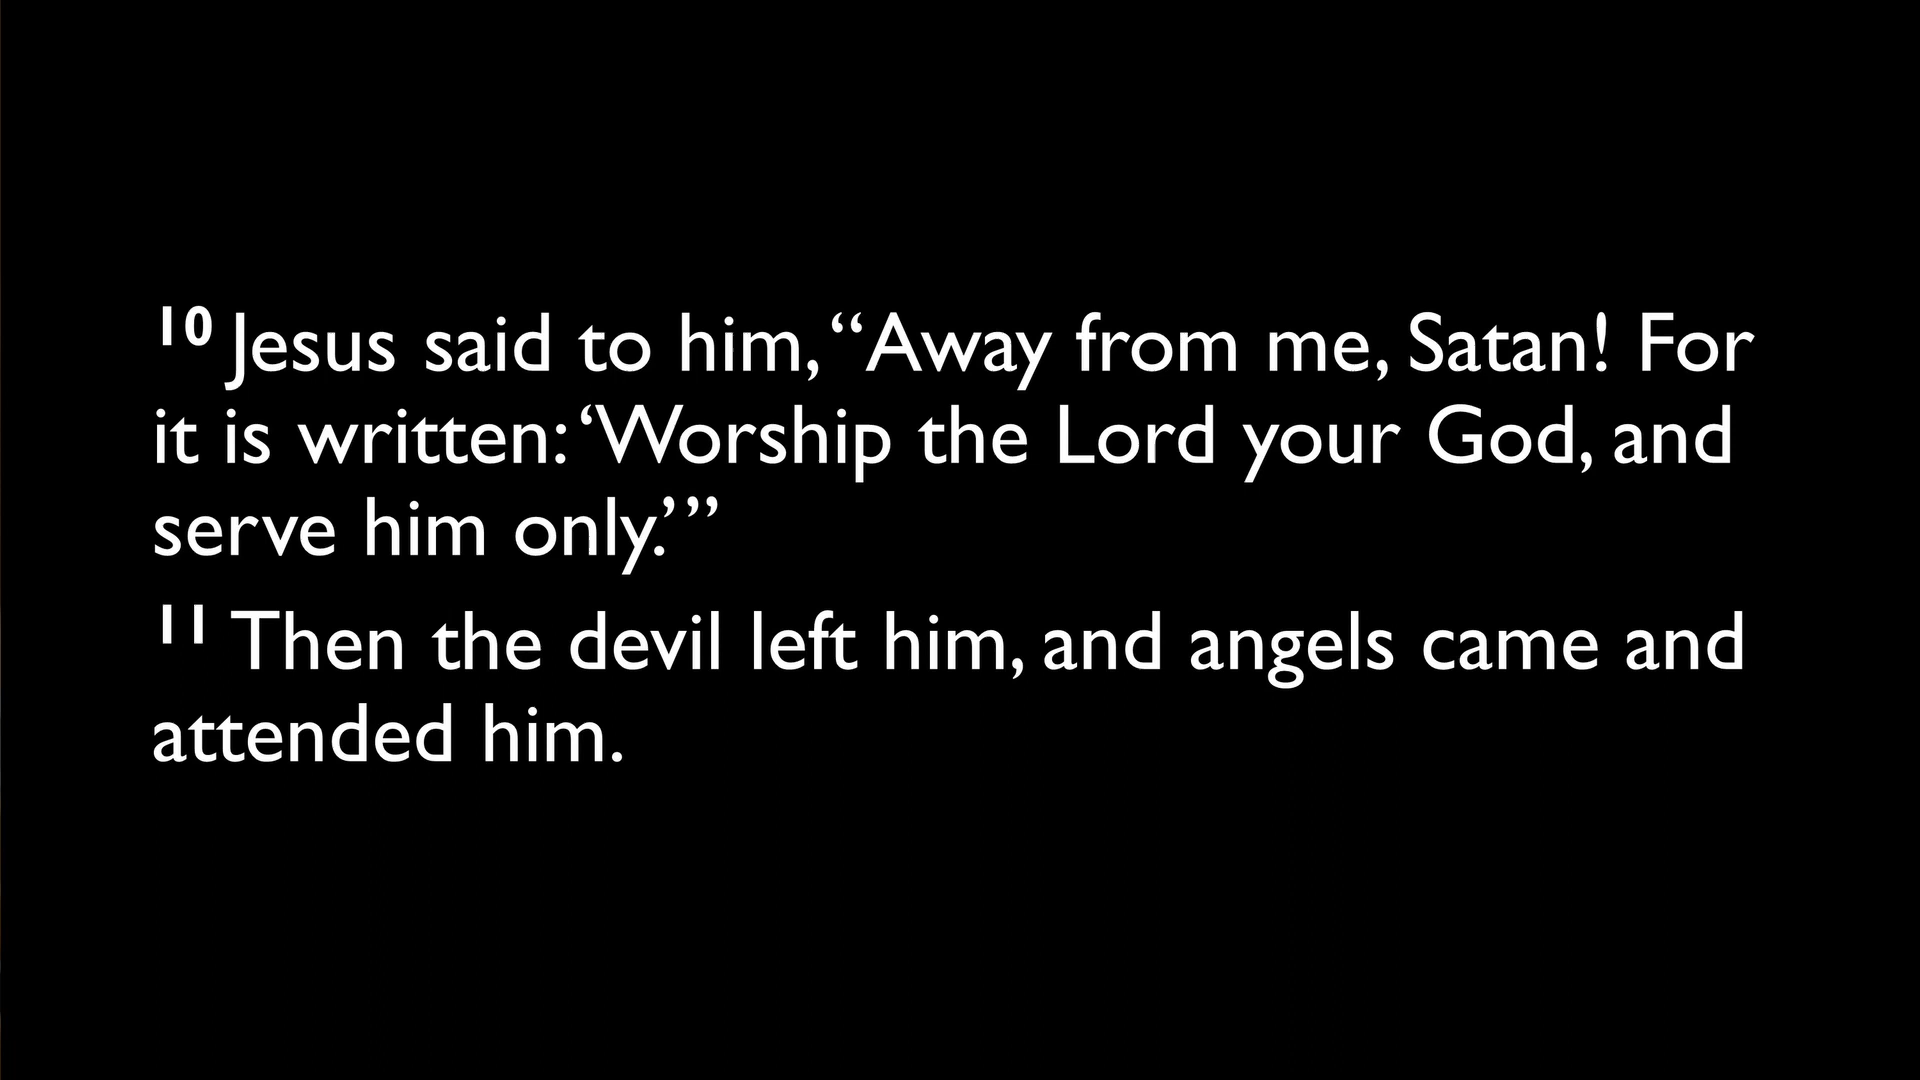 10 Jesus said to him, “Away from me, Satan! For
it is written: ‘Worship the Lord your God, and
serve him only.’”
11 Then the devil left him, and angels came and
attended him.